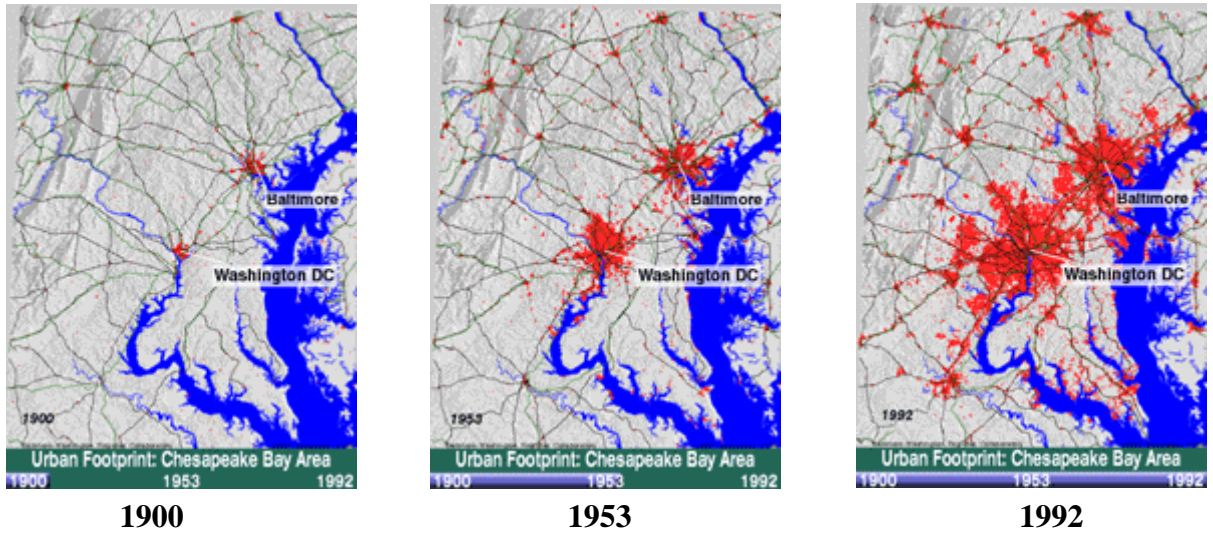 Baltimore
Washington DC
1900
Urban Footprint: Chesapeake Bay Area
1900 1953 1992
1900
Baltimore
Washington DC
1953
Urban Footprint: Chesapeake Bay Area
1900 1953 1992
1953
Baltimore
Washington DC
1992
Urban Footprint: Chesapeake Bay Area
1900 1953 1992
1992